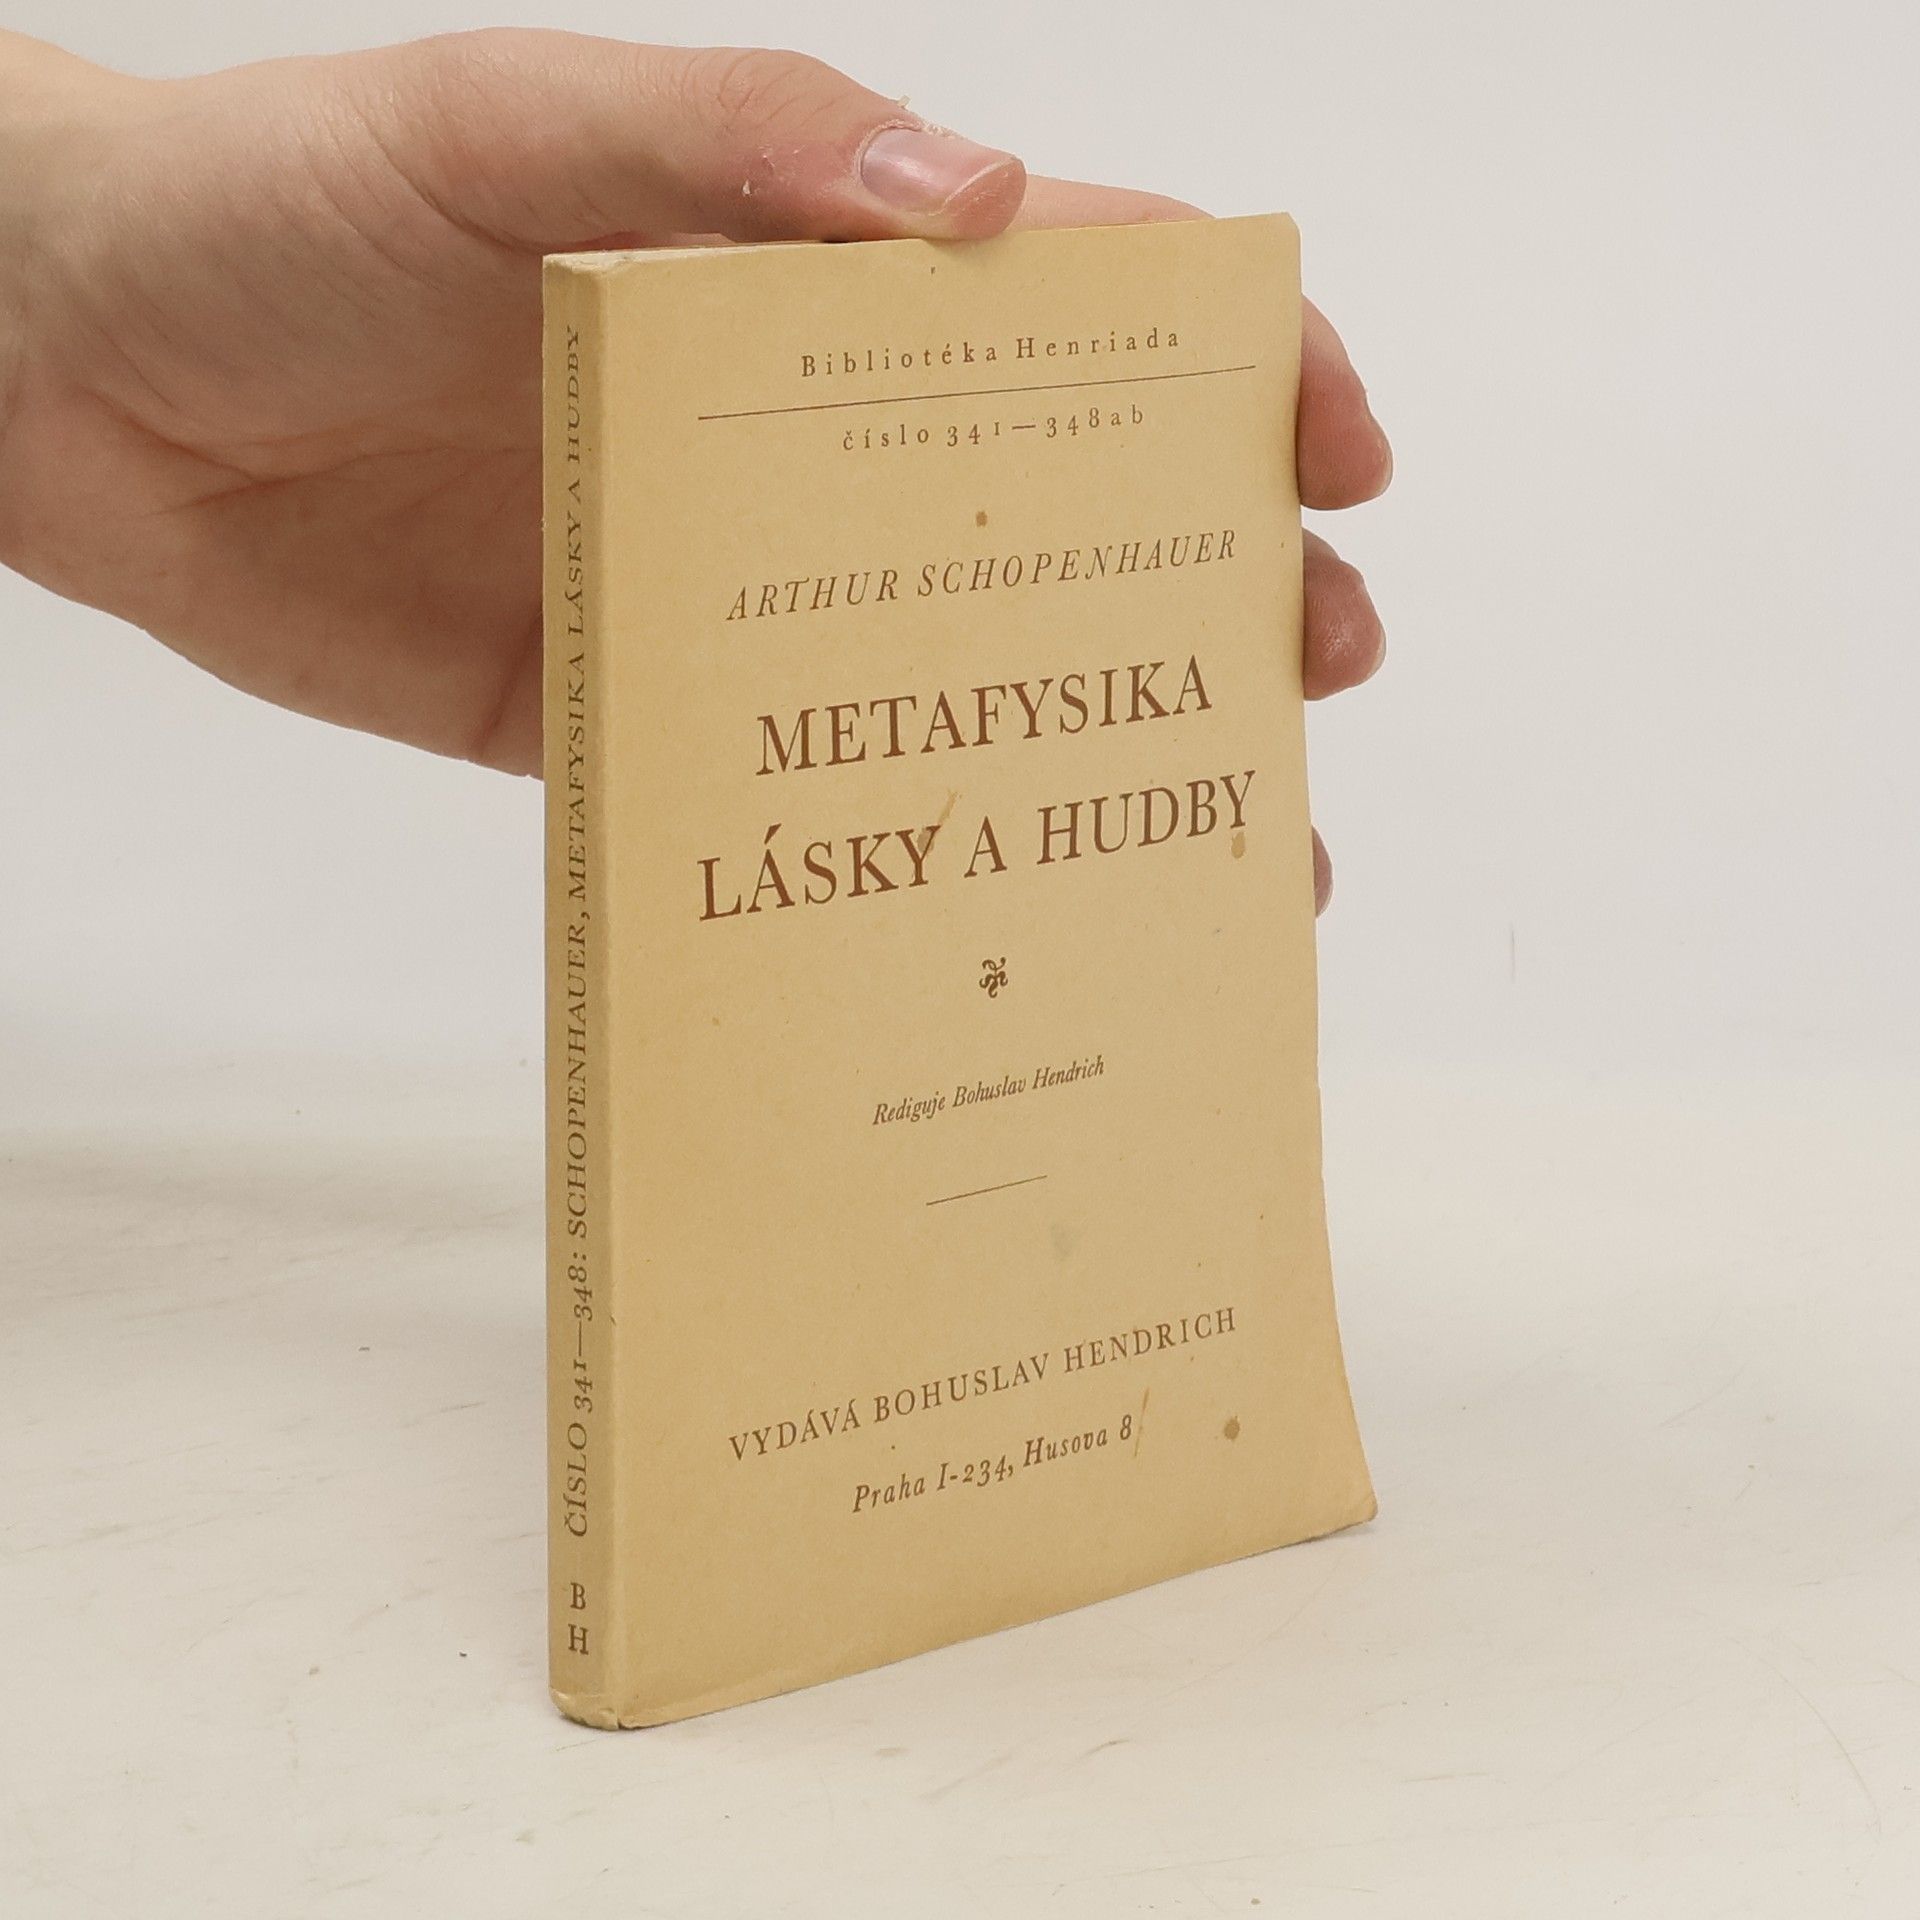 Bibliotéka Henriada
číslo 341—348ab
ARTHUR SCHOPENHAUER
METAFYSIKA
LÁSKY A HUDBY
Rediguje Bohuslav Hendrich
VYDÁVÁ BOHUSLAV HENDRICH
Praha I-234, Husova 8
ČÍSLO 341—348: SCHOPENHAUER, METAFYSIKA LÁSKY A HUDBY
B
H